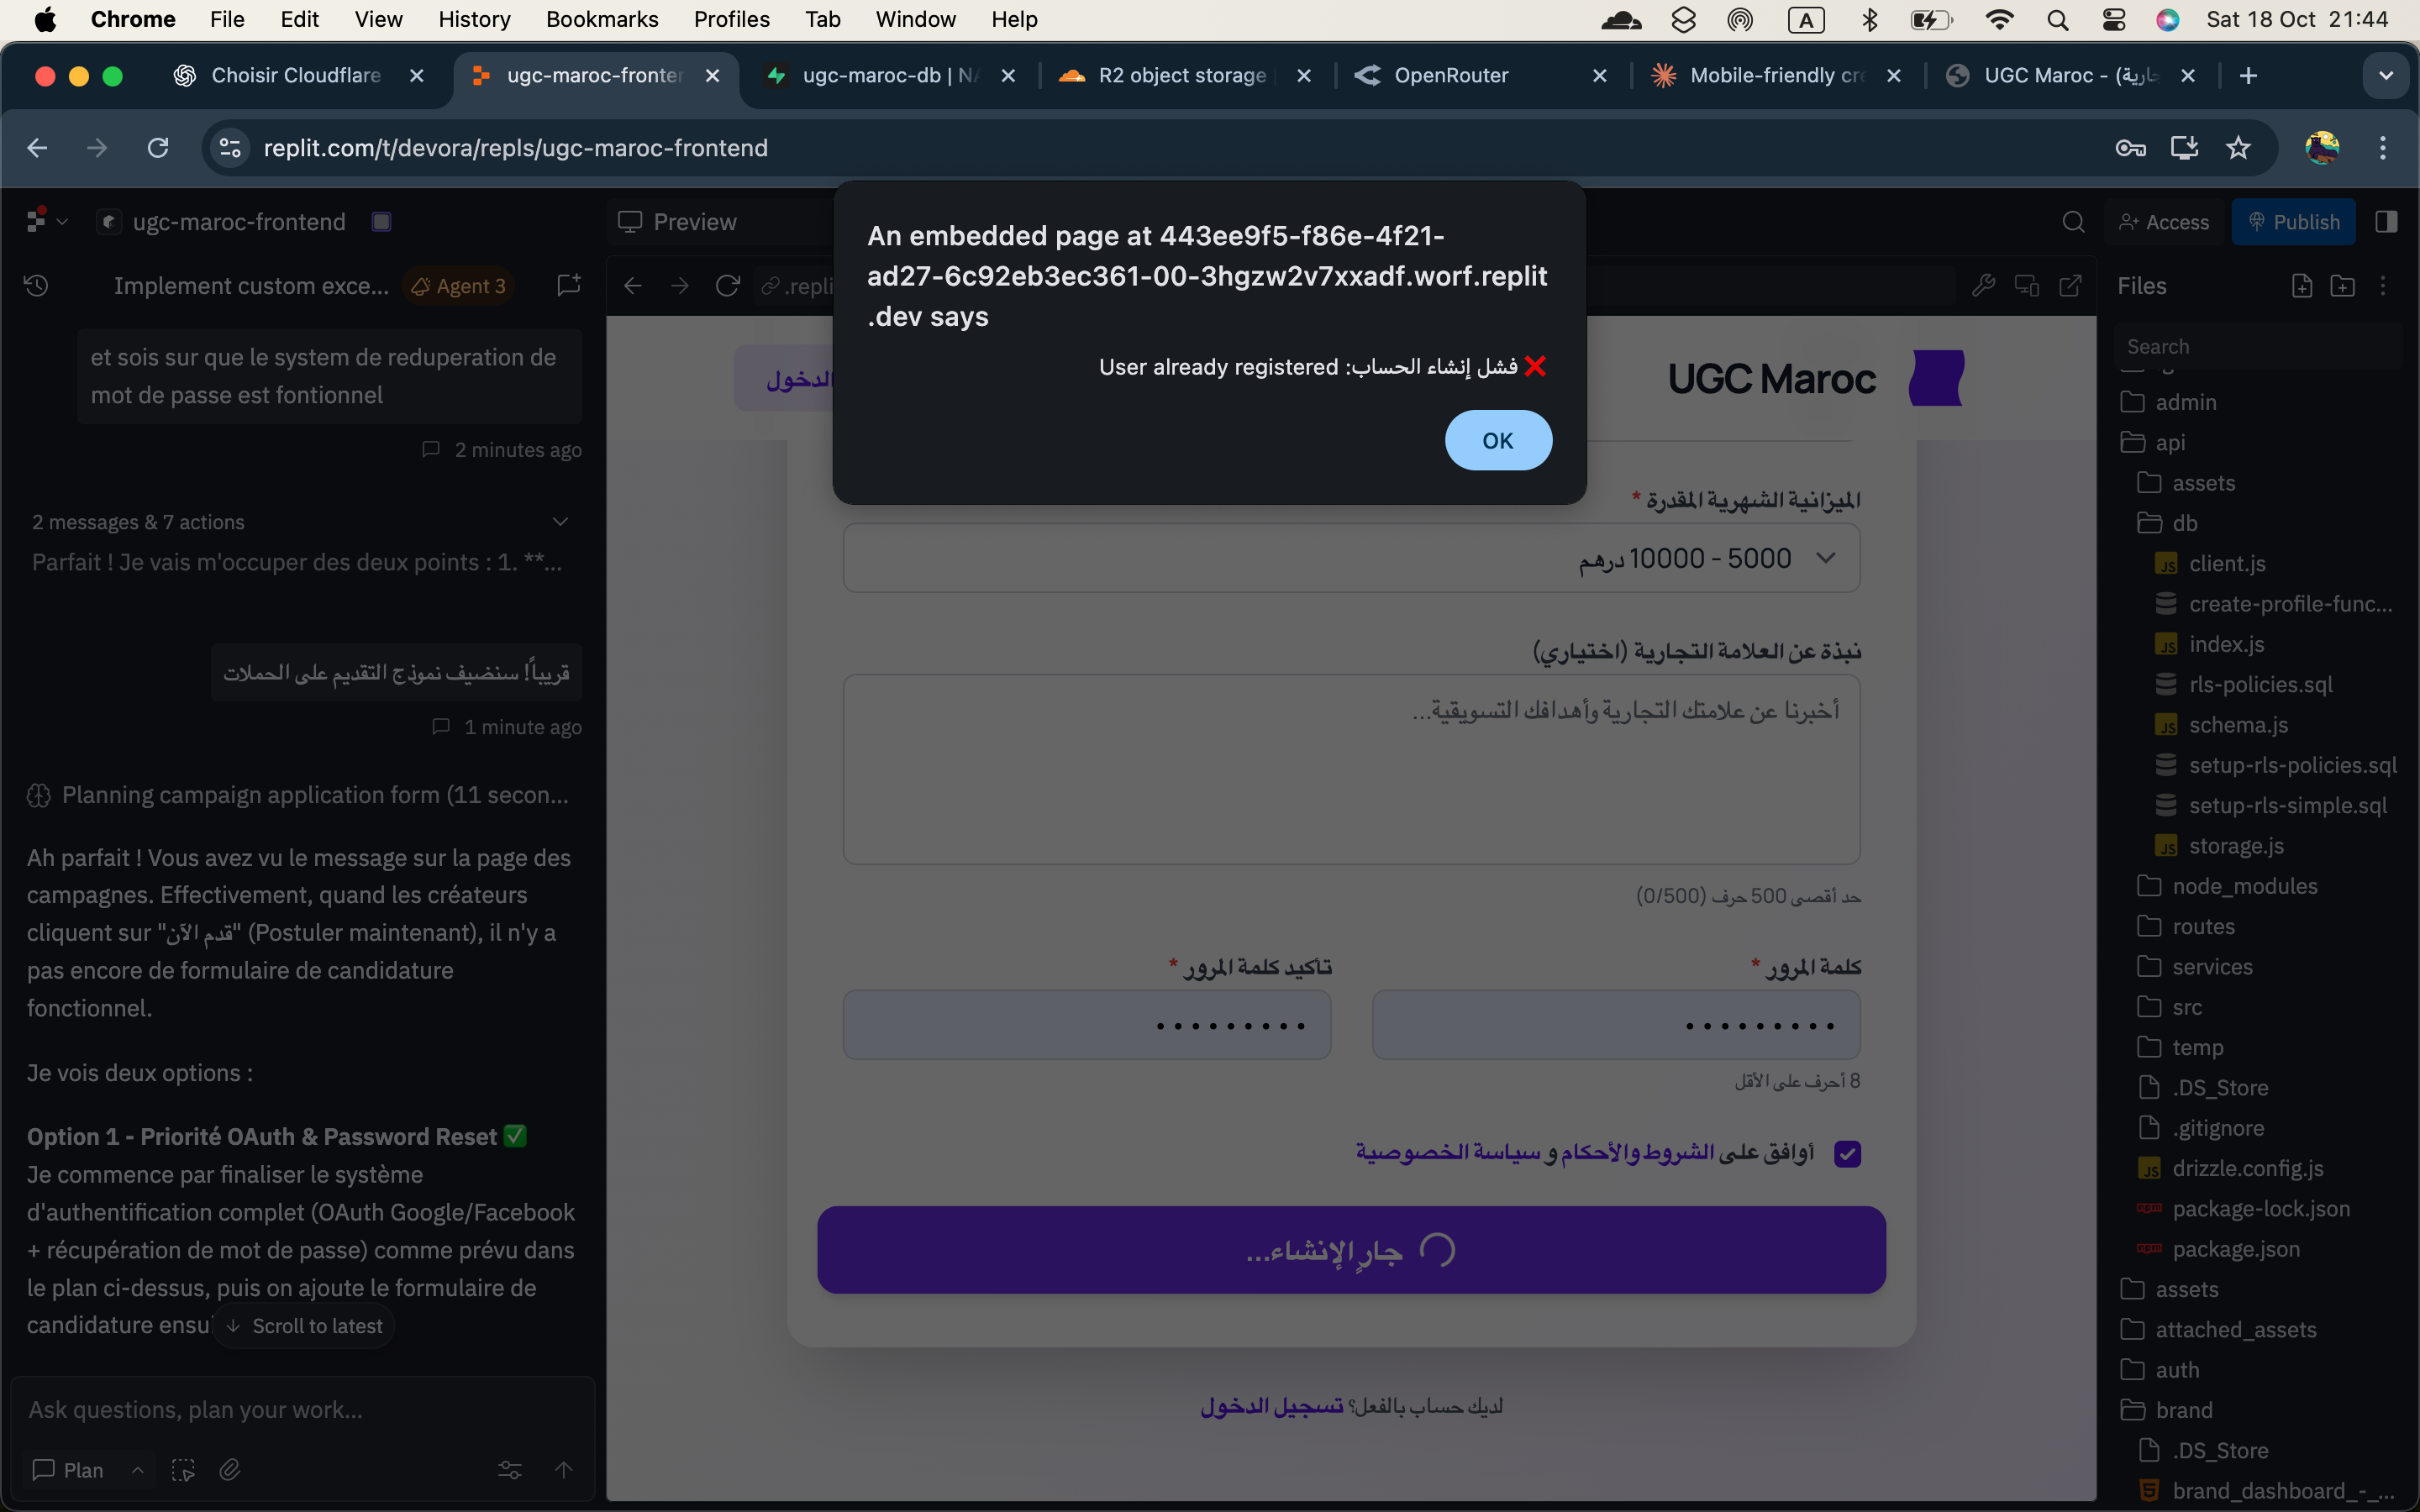 Chrome File Edit View History Bookmarks Profiles Tab Window Help
A
Sat 18 Oct 21:44
Choisir Cloudflare
ugc-maroc-fronten
ugc-maroc-db | N
R2 object storage
OpenRouter
Mobile-friendly cre
UGC Maroc - (
replit.com/t/devora/repls/ugc-maroc-frontend
ugc-maroc-frontend
Preview
Access
Publish
Implement custom exce...
Agent 3
.repli
et sois sur que le system de reduperation de
mot de passe est fontionnel
2 minutes ago
2 messages & 7 actions
Parfait ! Je vais m'occuper des deux points : 1. **...
قريباً! سنضيف نموذج التقديم على الحملات
1 minute ago
Planning campaign application form (11 secon...
Ah parfait ! Vous avez vu le message sur la page des
campagnes. Effectivement, quand les créateurs
cliquent sur "قدم الآن" (Postuler maintenant), il n'y a
pas encore de formulaire de candidature
fonctionnel.
Je vois deux options :
Option 1 - Priorité OAuth & Password Reset ✅
Je commence par finaliser le système
d'authentification complet (OAuth Google/Facebook
+ récupération de mot de passe) comme prévu dans
le plan ci-dessus, puis on ajoute le formulaire de
candidature ensu
Scroll to latest
Ask questions, plan your work...
Plan
An embedded page at 443ee9f5-f86e-4f21-
ad27-6c92eb3ec361-00-3hgzw2v7xxadf.worf.replit
.dev says
❌ فشل إنشاء الحساب: User already registered
OK
UGC Maroc
الدخول
الميزانية الشهرية المقدرة *
5000 - 10000 درهم
نبذة عن العلامة التجارية (اختياري)
أخبرنا عن علامتك التجارية وأهدافك التسويقية...
حد أقصى 500 حرف (0/500)
كلمة المرور *
تأكيد كلمة المرور *
•••••••••
•••••••••
8 أحرف على الأقل
أوافق على الشروط والأحكام و سياسة الخصوصية
جارٍ الإنشاء...
لديك حساب بالفعل؟ تسجيل الدخول
Files
Search
admin
api
assets
db
client.js
create-profile-func...
index.js
rls-policies.sql
schema.js
setup-rls-policies.sql
setup-rls-simple.sql
storage.js
node_modules
routes
services
src
temp
.DS_Store
.gitignore
drizzle.config.js
package-lock.json
package.json
assets
attached_assets
auth
brand
.DS_Store
brand_dashboard_-_...